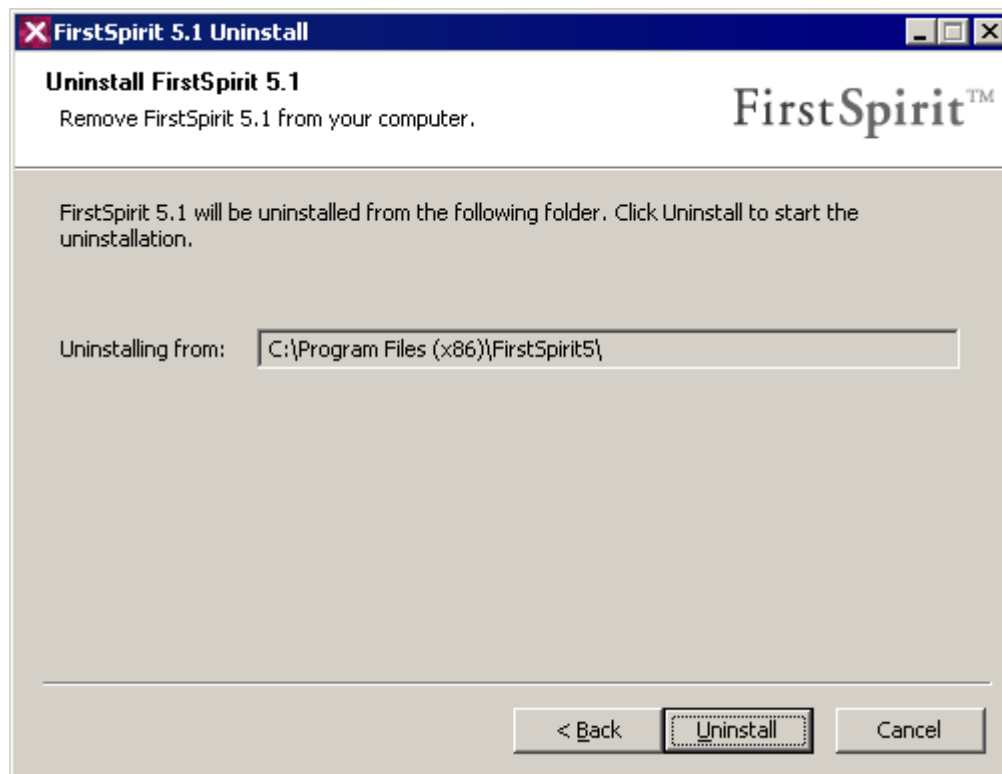 FirstSpirit 5.1 Uninstall
Uninstall FirstSpirit 5.1
Remove FirstSpirit 5.1 from your computer.
FirstSpirit™
FirstSpirit 5.1 will be uninstalled from the following folder. Click Uninstall to start the
uninstallation.
Uninstalling from: C:\Program Files (x86)\FirstSpirit5\
< Back Uninstall Cancel